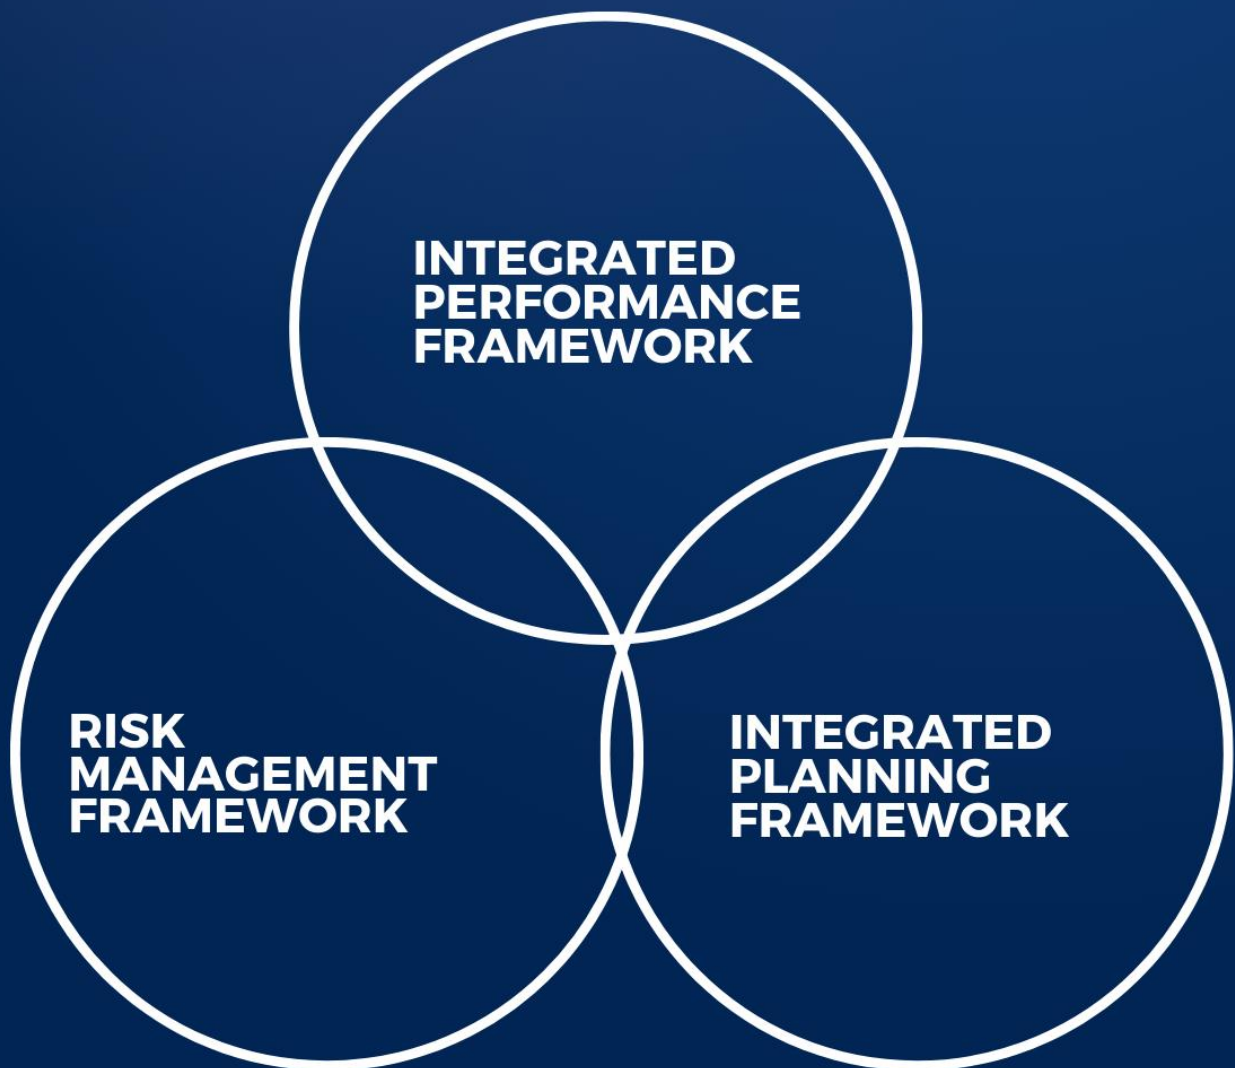 INTEGRATED
PERFORMANCE
FRAMEWORK
RISK
MANAGEMENT
FRAMEWORK
INTEGRATED
PLANNING
FRAMEWORK